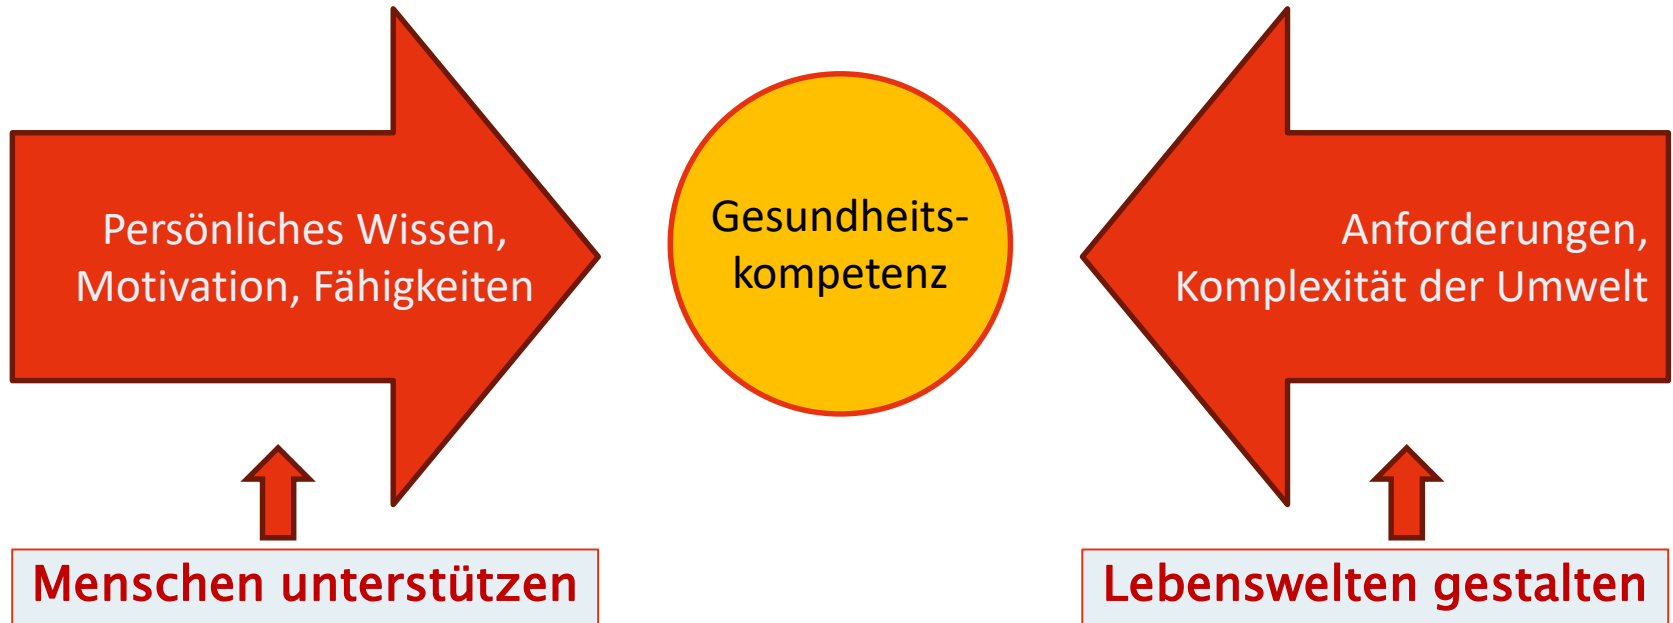 Persönliches Wissen,
Motivation, Fähigkeiten
Gesundheits-
kompetenz
Anforderungen,
Komplexität der Umwelt
Menschen unterstützen
Lebenswelten gestalten